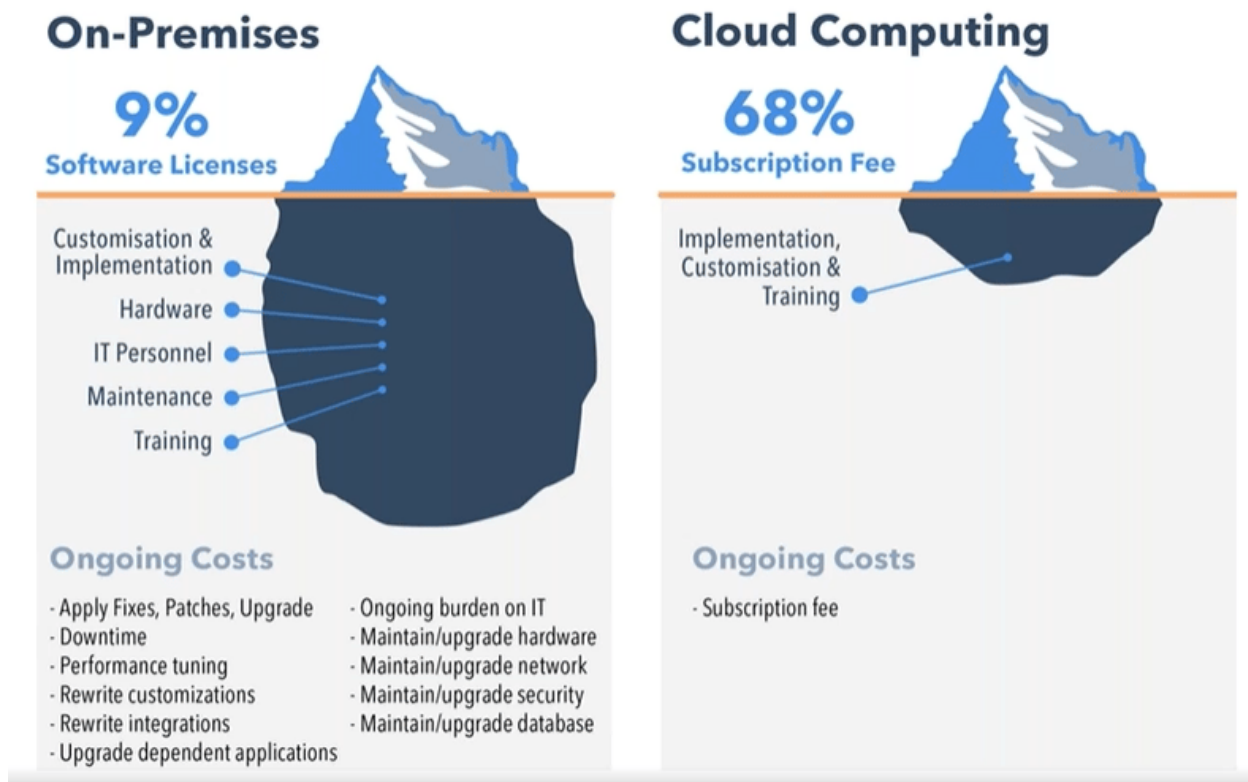 On-Premises
9%
Software Licenses
Customisation &
Implementation
Hardware
IT Personnel
Maintenance
Training
Ongoing Costs
- Apply Fixes, Patches, Upgrade
- Downtime
- Performance tuning
- Rewrite customizations
- Rewrite integrations
- Upgrade dependent applications
- Ongoing burden on IT
- Maintain/upgrade hardware
- Maintain/upgrade network
- Maintain/upgrade security
- Maintain/upgrade database
Cloud Computing
68%
Subscription Fee
Implementation,
Customisation &
Training
Ongoing Costs
- Subscription fee